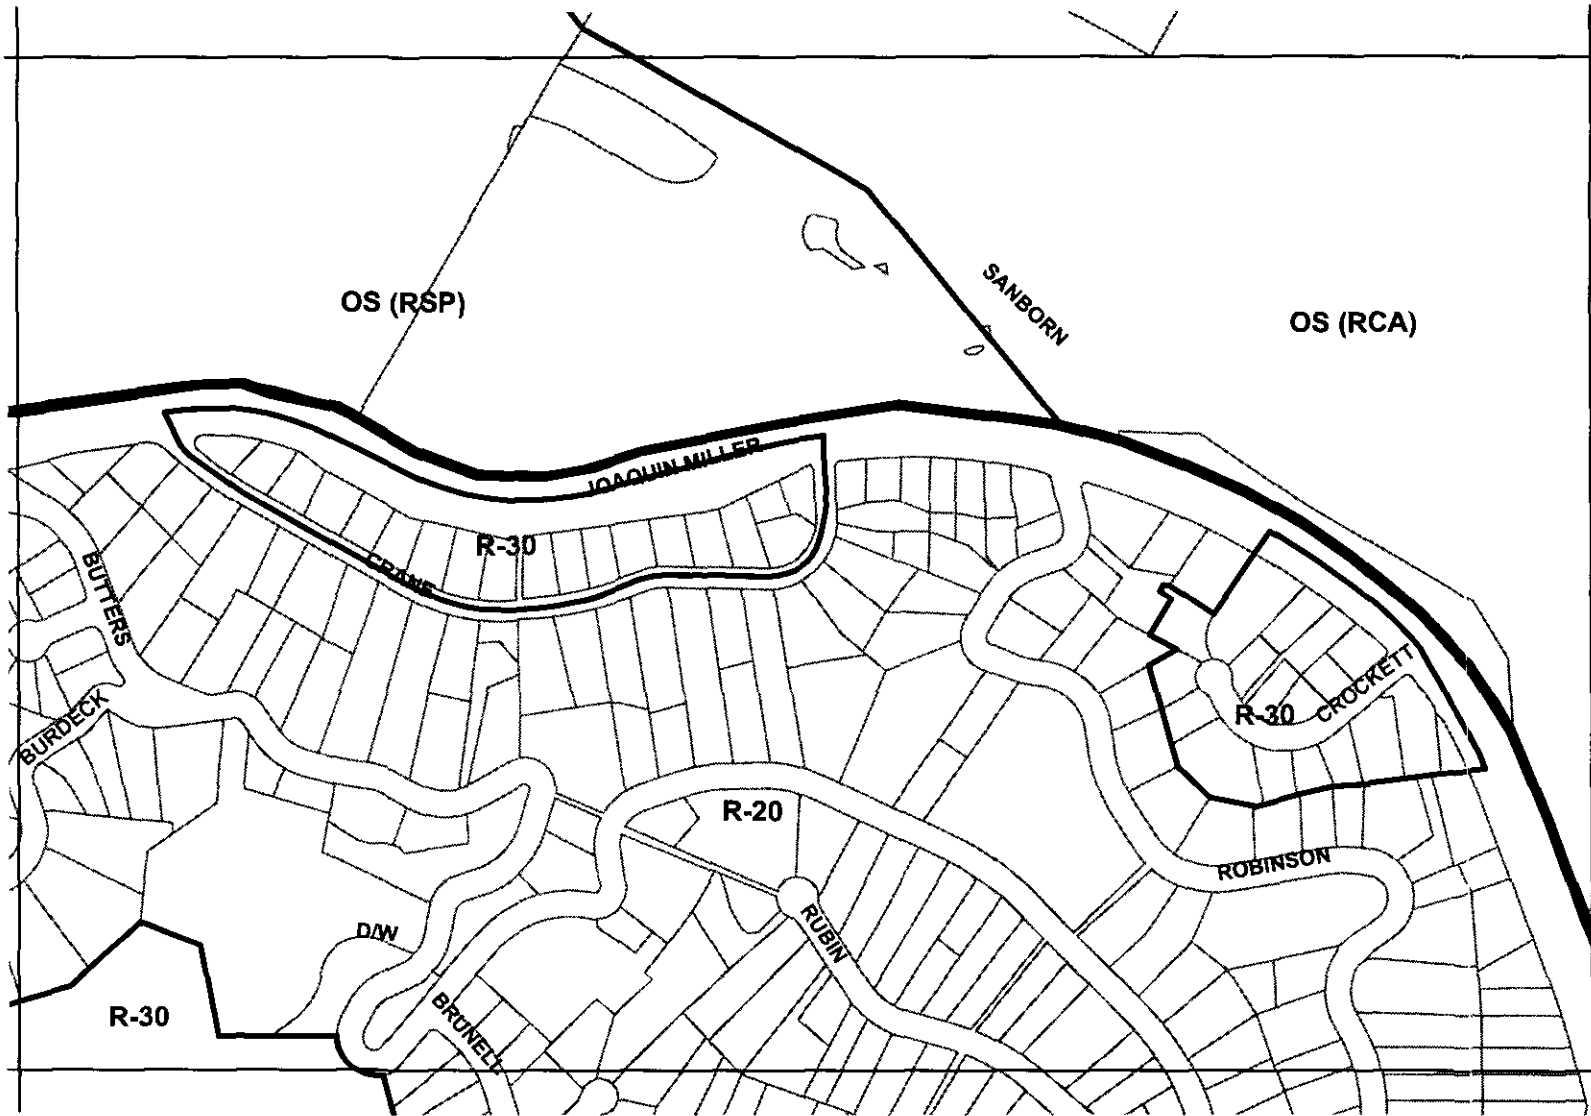 OS (RSP)
SANBORN
OS (RCA)
JOAQUIN MILLER
R-30
CRANE
BUTTERS
BURDECK
CROCKETT
R-30
R-20
ROBINSON
D/W
RUBIN
R-30
BRUNELL